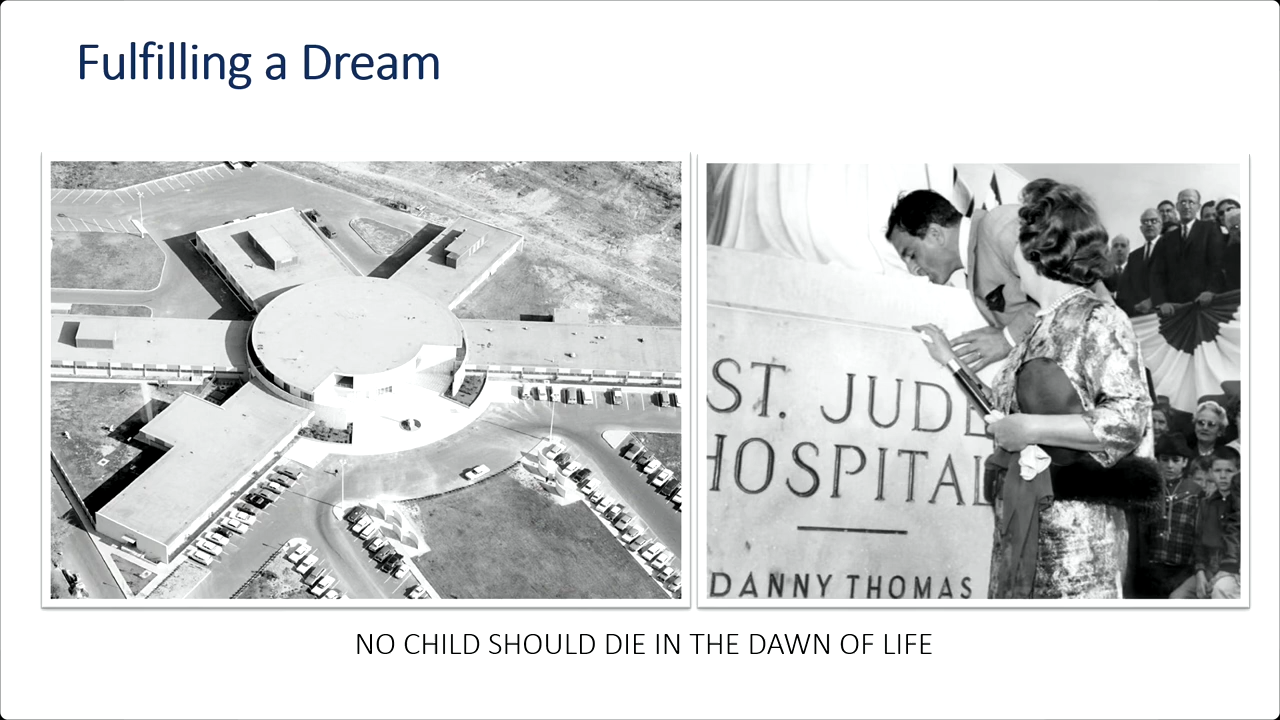 Fulfilling a Dream
ST. JUDE
HOSPITAL
DANNY THOMAS
NO CHILD SHOULD DIE IN THE DAWN OF LIFE